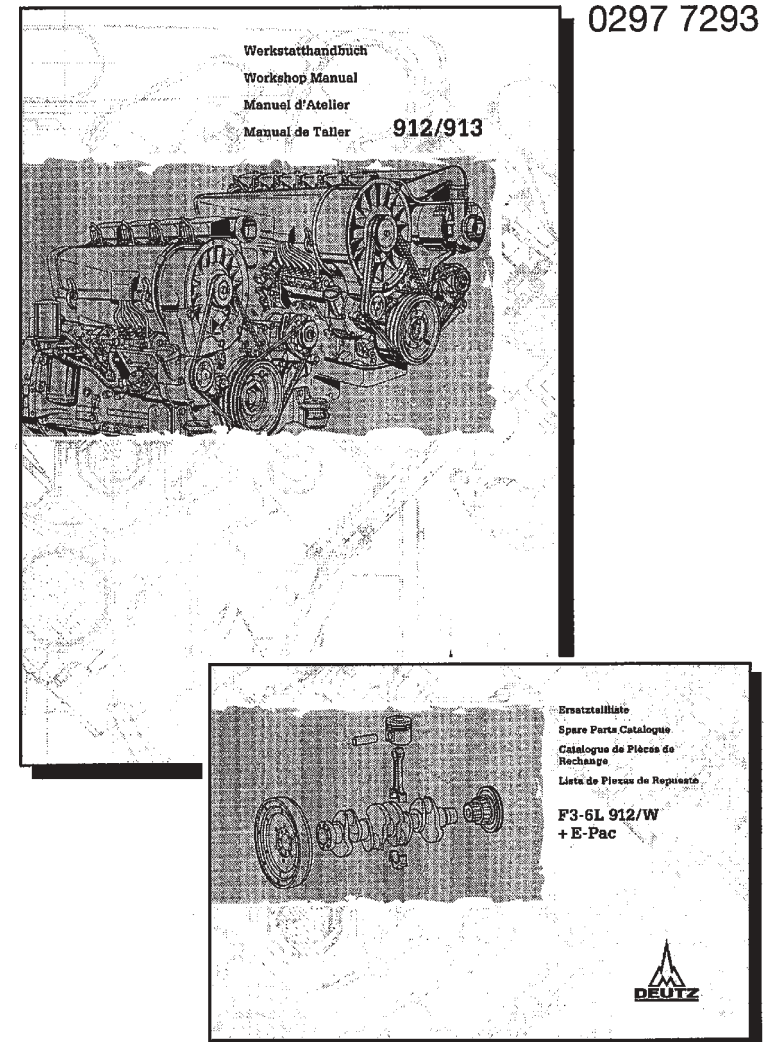 0297 7293
Werkstatthandbuch
Workshop Manual
Manuel d'Atelier
Manual de Taller 912/913
Ersatzteilliste
Spare Parts Catalogue
Catalogue de Pièces de
Rechange
Lista de Piezas de Repuesto
F3-6L 912/W
+ E-Pac
DEUTZ